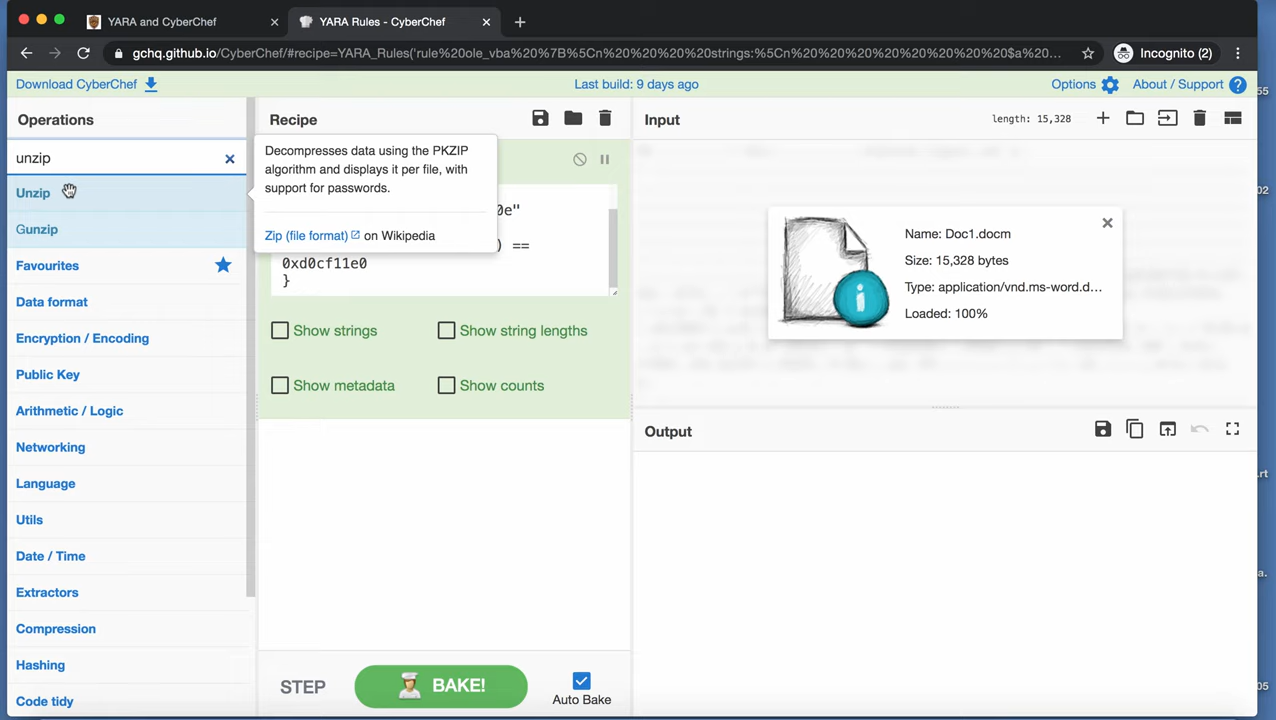 YARA and CyberChef
YARA Rules - CyberChef
gchq.github.io/CyberChef/#recipe=YARA_Rules('rule%20ole_vba%20%7B%5Cn%20%20%20%20strings:%5Cn%20%20%20%20%20%20%20%20$a%20...
Incognito (2)
Download CyberChef
Last build: 9 days ago
Options
About / Support
Operations
Recipe
Input
length: 15,328
unzip
Unzip
Gunzip
Favourites
Data format
Encryption / Encoding
Public Key
Arithmetic / Logic
Networking
Language
Utils
Date / Time
Extractors
Compression
Hashing
Code tidy
Decompresses data using the PKZIP
algorithm and displays it per file, with
support for passwords.
Zip (file format) on Wikipedia
0e"
) ==
0xd0cf11e0
}
Show strings
Show string lengths
Show metadata
Show counts
STEP
BAKE!
Auto Bake
Name: Doc1.docm
Size: 15,328 bytes
Type: application/vnd.ms-word.d...
Loaded: 100%
Output